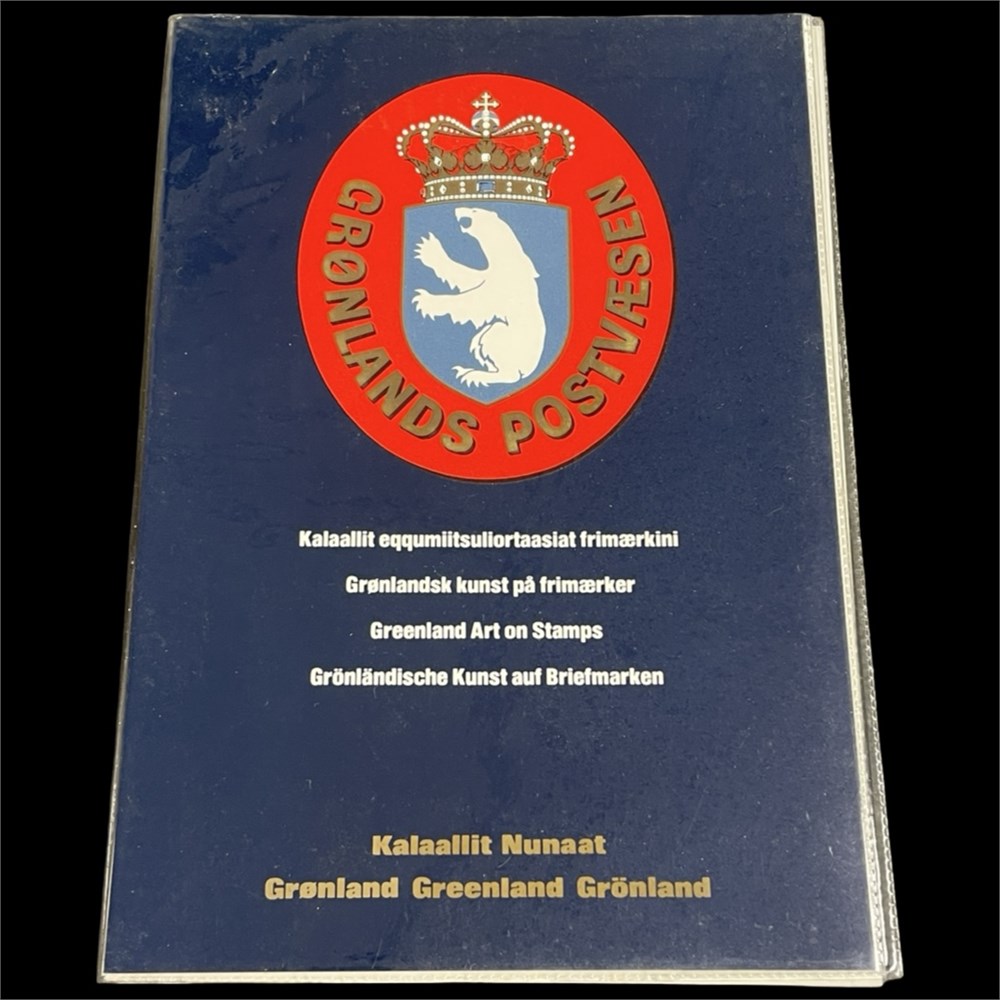 GRØNLANDS POSTVÆSEN
Kalaallit eqqumiitsuliortaasiat frimærkini
Grønlandsk kunst på frimærker
Greenland Art on Stamps
Grönländische Kunst auf Briefmarken
Kalaallit Nunaat
Grønland Greenland Grönland